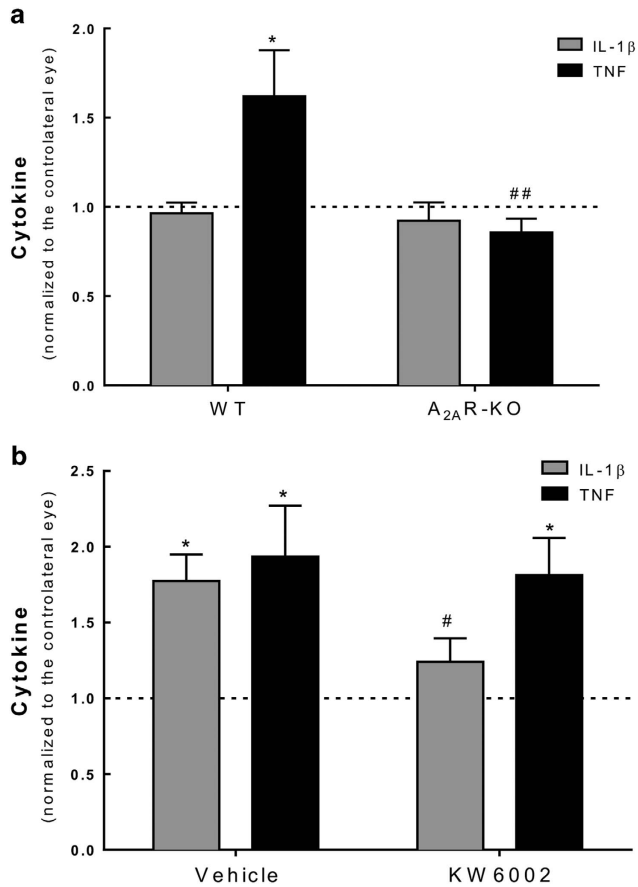 a
Cytokine
(normalized to the controlateral eye)
2.0
1.5
1.0
0.5
0.0
*
##
IL-1β
TNF
WT
A2AR-KO
b
Cytokine
(normalized to the controlateral eye)
2.5
2.0
1.5
1.0
0.5
0.0
*
*
#
*
IL-1β
TNF
Vehicle
KW6002